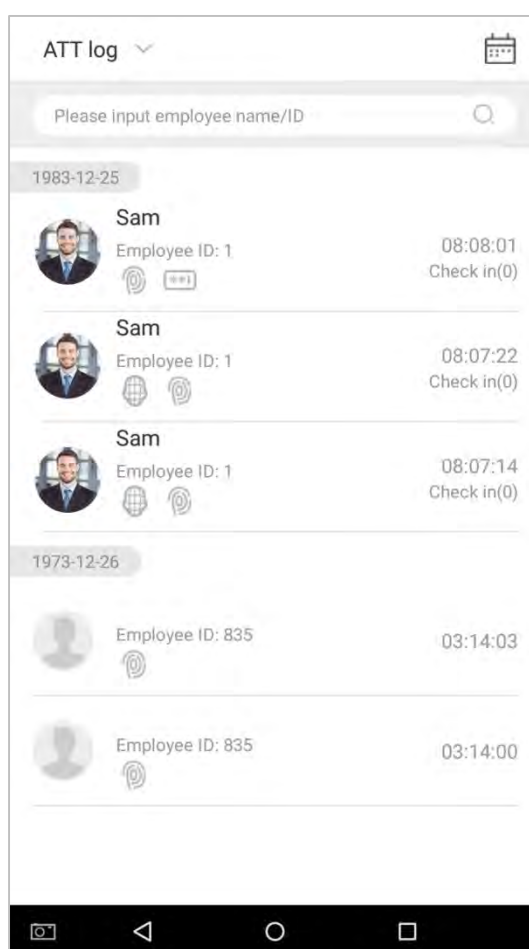 ATT log
Please input employee name/ID
1983-12-25
Sam
Employee ID: 1
08:08:01
Check in(0)
Sam
Employee ID: 1
08:07:22
Check in(0)
Sam
Employee ID: 1
08:07:14
Check in(0)
1973-12-26
Employee ID: 835
03:14:03
Employee ID: 835
03:14:00